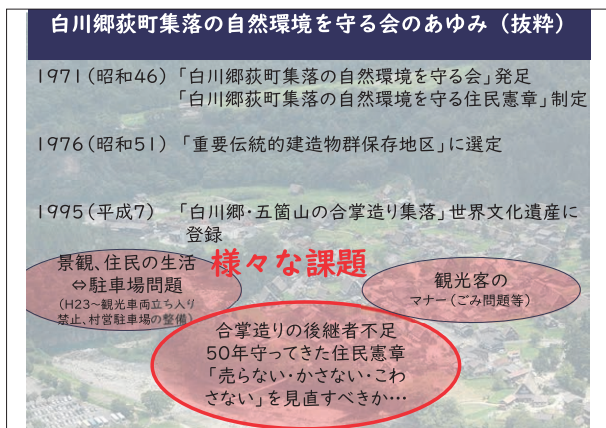 白川郷荻町集落の自然環境を守る会のあゆみ（抜粋）
1971（昭和46）「白川郷荻町集落の自然環境を守る会」発足
「白川郷荻町集落の自然環境を守る住民憲章」制定
1976（昭和51）「重要伝統的建造物群保存地区」に選定
1995（平成7）「白川郷・五箇山の合掌造り集落」世界文化遺産に
登録
様々な課題
景観、住民の生活
⇔駐車場問題
（H23～観光車両立ち入り
禁止、村営駐車場の整備）
観光客の
マナー（ごみ問題等）
合掌造りの後継者不足
50年守ってきた住民憲章
「売らない・かさない・こわ
さない」を見直すべきか…